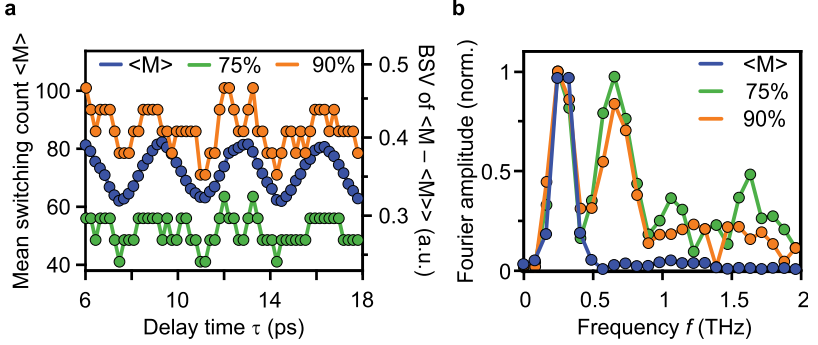 a
<M> 75% 90%
Mean switching count <M>
100
80
60
40
0.5
0.4
0.3
BSV of <M – <M>> (a.u.)
6 10 14 18
Delay time τ (ps)
b
<M>
75%
90%
Fourier amplitude (norm.)
1
0.5
0
0 0.5 1 1.5 2
Frequency f (THz)